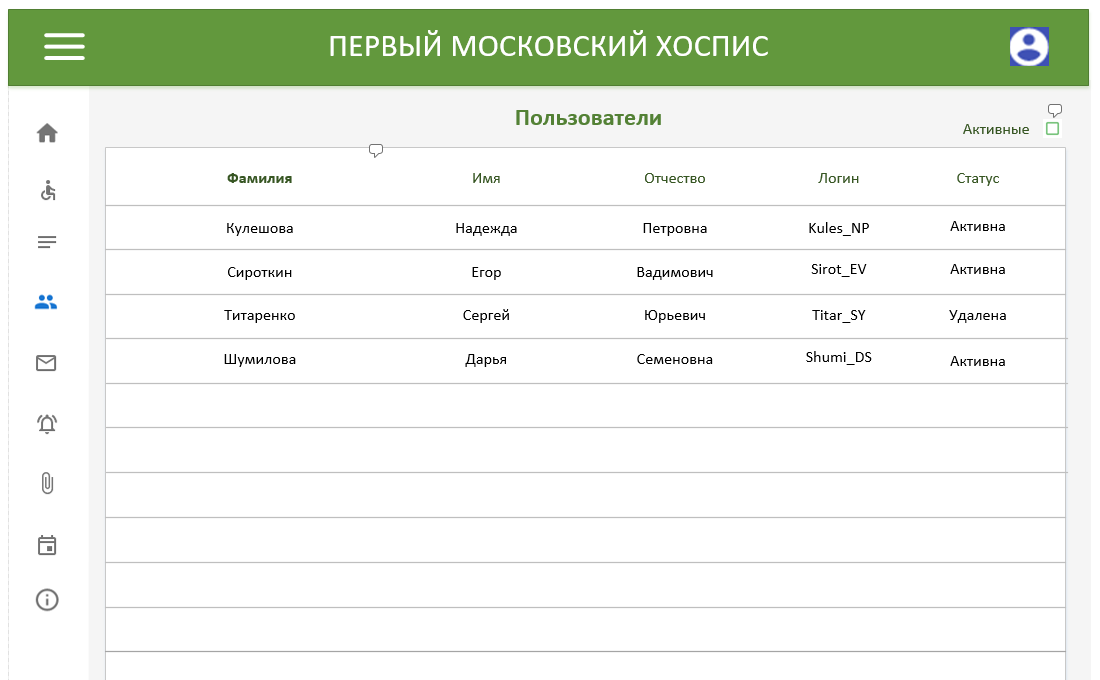 ПЕРВЫЙ МОСКОВСКИЙ ХОСПИС
Пользователи
Активные
Фамилия Имя Отчество Логин Статус
Кулешова Надежда Петровна Kules_NP Активна
Сироткин Егор Вадимович Sirot_EV Активна
Титаренко Сергей Юрьевич Titar_SY Удалена
Шумилова Дарья Семеновна Shumi_DS Активна